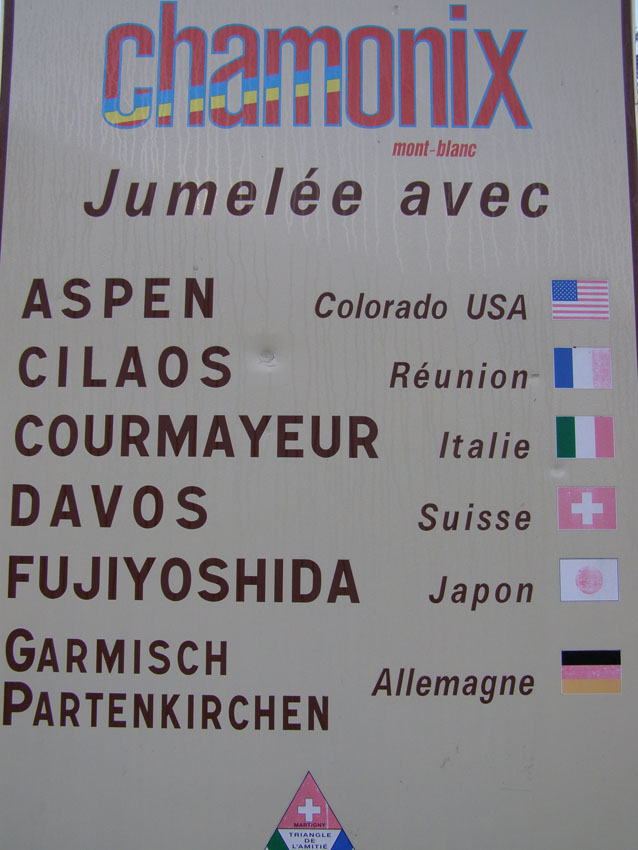 chamonix
mont-blanc
Jumelée avec
ASPEN Colorado USA
CILAOS Réunion
COURMAYEUR Italie
DAVOS Suisse
FUJIYOSHIDA Japon
GARMISCH
PARTENKIRCHEN Allemagne
MARTIGNY
TRIANGLE DE
L'AMITIÉ